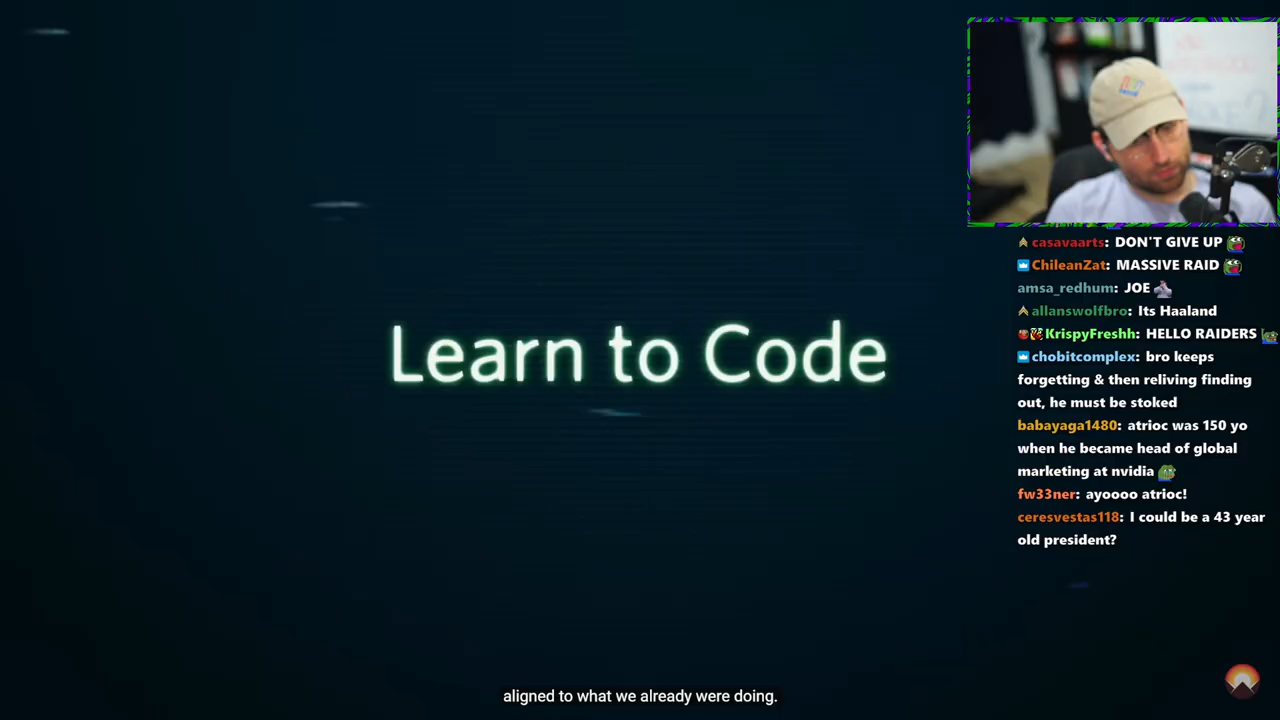 Learn to Code
casavaarts: DON'T GIVE UP
ChileanZat: MASSIVE RAID
amsa_redhum: JOE
allanswolfbro: Its Haaland
KrispyFreshh: HELLO RAIDERS
chobitcomplex: bro keeps
forgetting & then reliving finding
out, he must be stoked
babayaga1480: atrioc was 150 yo
when he became head of global
marketing at nvidia
fw33ner: ayoooo atrioc!
ceresvestas118: I could be a 43 year
old president?
aligned to what we already were doing.